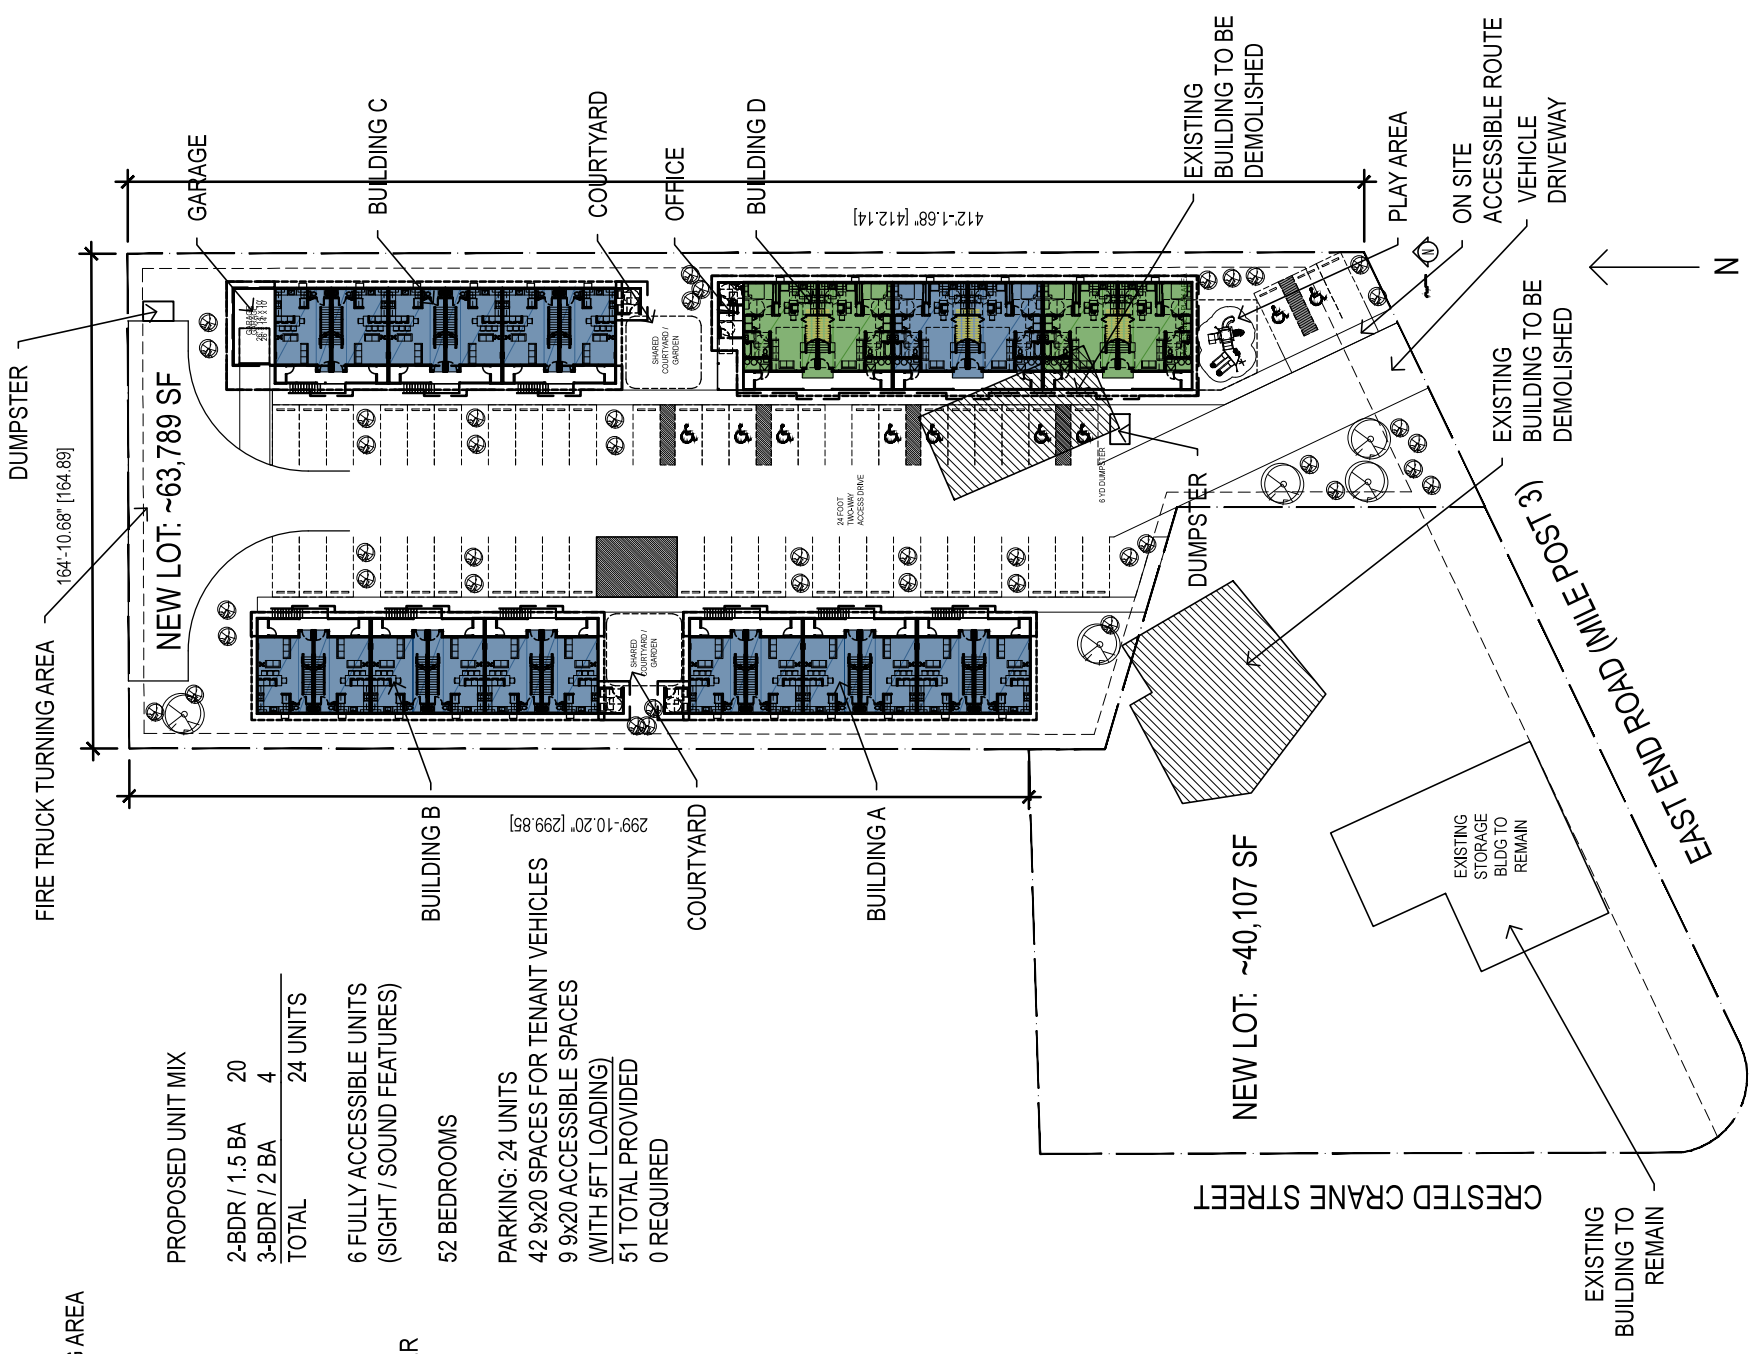 FIRE TRUCK TURNING AREA
DUMPSTER
164'-10.68" [164.89]
NEW LOT: ~63,789 SF
GARAGE
BUILDING C
COURTYARD
OFFICE
BUILDING D
412'-1.68" [412.14]
EXISTING
BUILDING TO BE
DEMOLISHED
PLAY AREA
ON SITE
ACCESSIBLE ROUTE
VEHICLE
DRIVEWAY
N
N
EXISTING
BUILDING TO BE
DEMOLISHED
SHARED
COURTYARD /
GARDEN
24 FOOT
TWO-WAY
ACCESS DRIVE
6 YD DUMPSTER
DUMPSTER
SHARED
COURTYARD /
GARDEN
BUILDING B
299'-10.20" [299.85]
COURTYARD
BUILDING A
PROPOSED UNIT MIX
2-BDR / 1.5 BA 20
3-BDR / 2 BA 4
TOTAL 24 UNITS
6 FULLY ACCESSIBLE UNITS
(SIGHT / SOUND FEATURES)
52 BEDROOMS
PARKING: 24 UNITS
42 9x20 SPACES FOR TENANT VEHICLES
9 9x20 ACCESSIBLE SPACES
(WITH 5FT LOADING)
51 TOTAL PROVIDED
0 REQUIRED
NEW LOT: ~40,107 SF
EXISTING
STORAGE
BLDG TO
REMAIN
EAST END ROAD (MILE POST 3)
CRESTED CRANE STREET
EXISTING
BUILDING TO
REMAIN
AREA